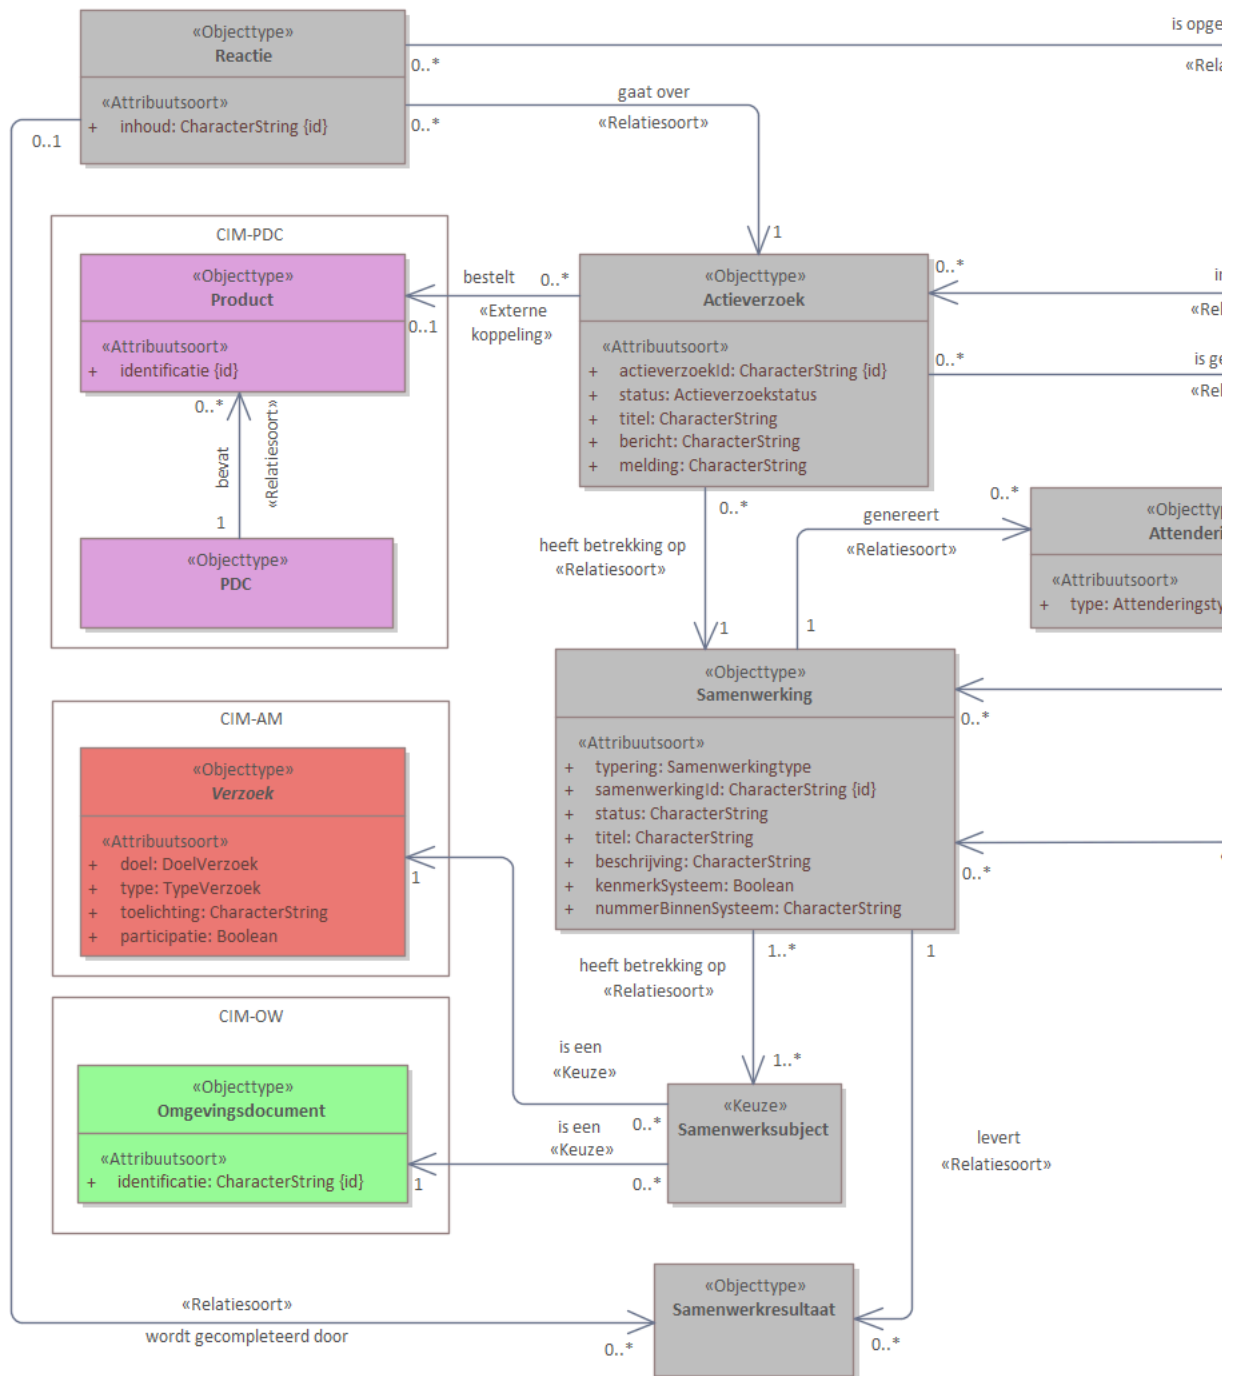 «Objecttype»
Reactie
«Attribuutsoort»
+ inhoud: CharacterString {id}
0..*
is opge
«Rela
gaat over
0..*
«Relatiesoort»
1
0..1
CIM-PDC
«Objecttype»
Product
«Attribuutsoort»
+ identificatie {id}
bestelt
0..*
«Externe
koppeling»
0..1
0..*
bevat
«Relatiesoort»
1
«Objecttype»
PDC
«Objecttype»
Actieverzoek
«Attribuutsoort»
+ actieverzoekId: CharacterString {id}
+ status: Actieverzoekstatus
+ titel: CharacterString
+ bericht: CharacterString
+ melding: CharacterString
0..*
«Rel
0..*
is ge
«Rel
0..*
heeft betrekking op
«Relatiesoort»
1
genereert
«Relatiesoort»
0..*
1
«Objectty
Attenderi
«Attribuutsoort»
+ type: Attenderingsty
«Objecttype»
Samenwerking
«Attribuutsoort»
+ typering: Samenwerkingtype
+ samenwerkingId: CharacterString {id}
+ status: CharacterString
+ titel: CharacterString
+ beschrijving: CharacterString
+ kenmerkSysteem: Boolean
+ nummerBinnenSysteem: CharacterString
0..*
0..*
CIM-AM
«Objecttype»
Verzoek
«Attribuutsoort»
+ doel: DoelVerzoek
+ type: TypeVerzoek
+ toelichting: CharacterString
+ participatie: Boolean
1
heeft betrekking op
«Relatiesoort»
1..*
1..*
1
CIM-OW
«Objecttype»
Omgevingsdocument
«Attribuutsoort»
+ identificatie: CharacterString {id}
is een
«Keuze»
0..*
is een
«Keuze»
1
0..*
«Keuze»
Samenwerksubject
levert
«Relatiesoort»
«Objecttype»
Samenwerkresultaat
0..*
«Relatiesoort»
wordt gecompleteerd door
0..*